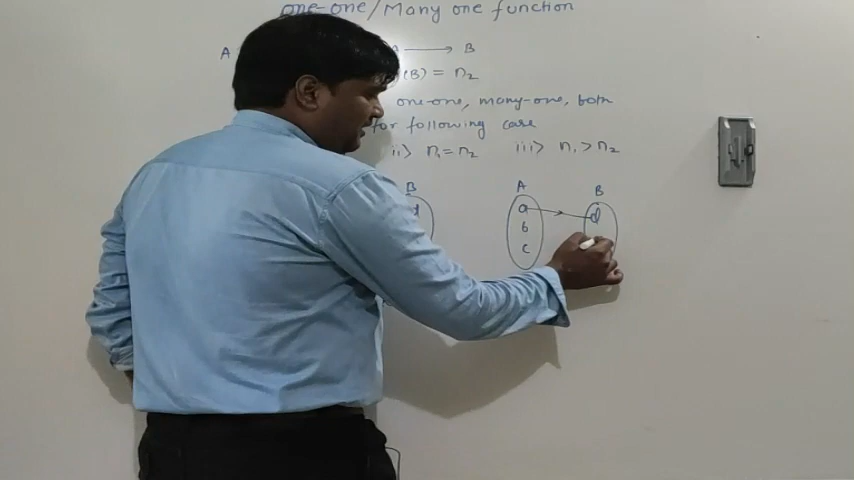 one-one/Many one function
A ⟶ B
(B) = n₂
one-one, many-one, both
for following case
ii> n₁=n₂ iii> n₁>n₂
B A B
d a d
b
c